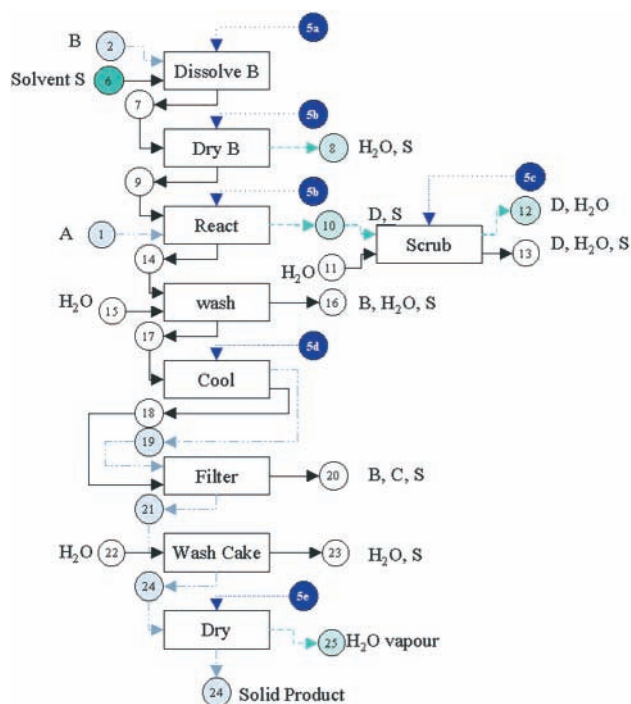 5a
B 2
Solvent S 6 Dissolve B
7
5b
Dry B 8 H₂O, S
9
5b 5c
12 D, H₂O
A 1 React 10 D, S
Scrub 13 D, H₂O, S
14 H₂O 11
H₂O 15 wash 16 B, H₂O, S
17 5d
Cool
18
19
Filter 20 B, C, S
21
H₂O 22 Wash Cake 23 H₂O, S
24 5e
Dry 25 H₂O vapour
24 Solid Product